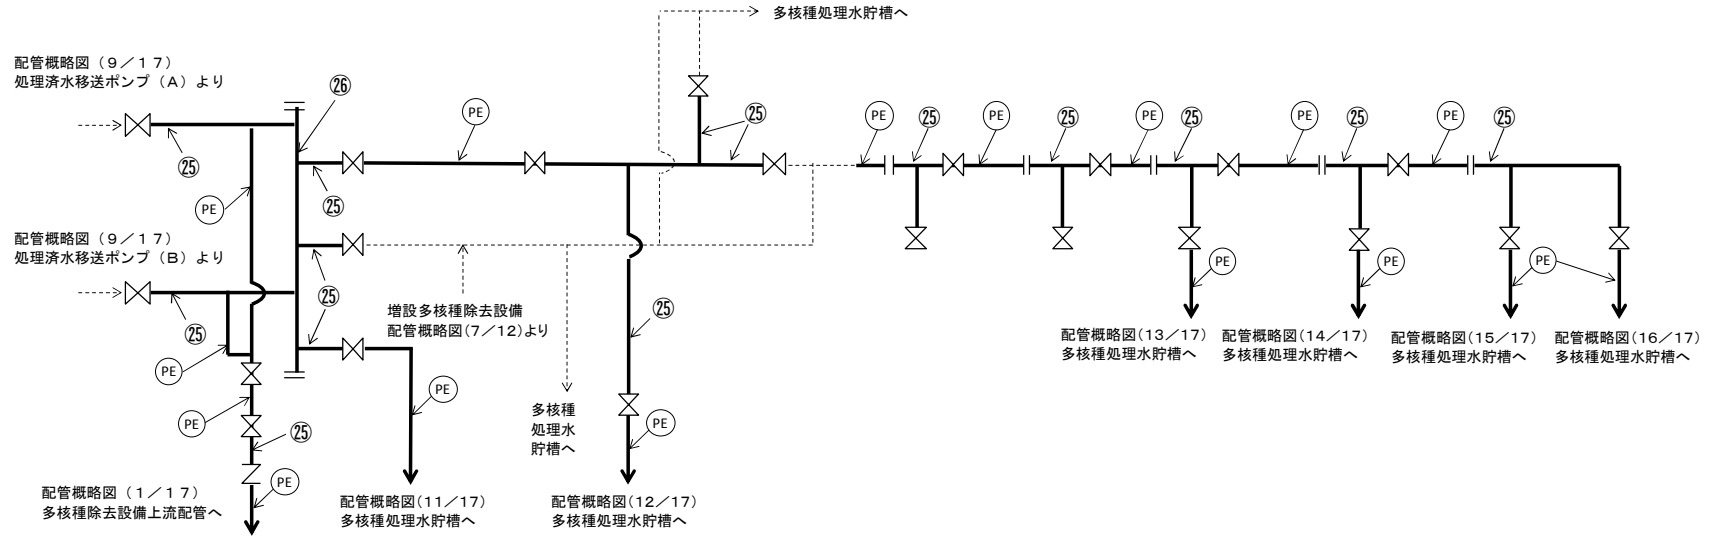 多核種処理水貯槽へ
配管概略図（９／１７）
処理済水移送ポンプ（Ａ）より
㉖
PE
㉕
PE
㉕
PE
㉕
PE
㉕
PE
㉕
PE
㉕
㉕
PE
㉕
配管概略図（９／１７）
処理済水移送ポンプ（Ｂ）より
㉕
㉕
増設多核種除去設備
配管概略図(７／１２)より
㉕
PE
PE
PE
PE
配管概略図(１３／１７)
多核種処理水貯槽へ
配管概略図(１４／１７)
多核種処理水貯槽へ
配管概略図(１５／１７)
多核種処理水貯槽へ
配管概略図(１６／１７)
多核種処理水貯槽へ
PE
PE
㉕
PE
多核種
処理水
貯槽へ
PE
PE
配管概略図（１／１７）
多核種除去設備上流配管へ
配管概略図(１１／１７)
多核種処理水貯槽へ
配管概略図(１２／１７)
多核種処理水貯槽へ